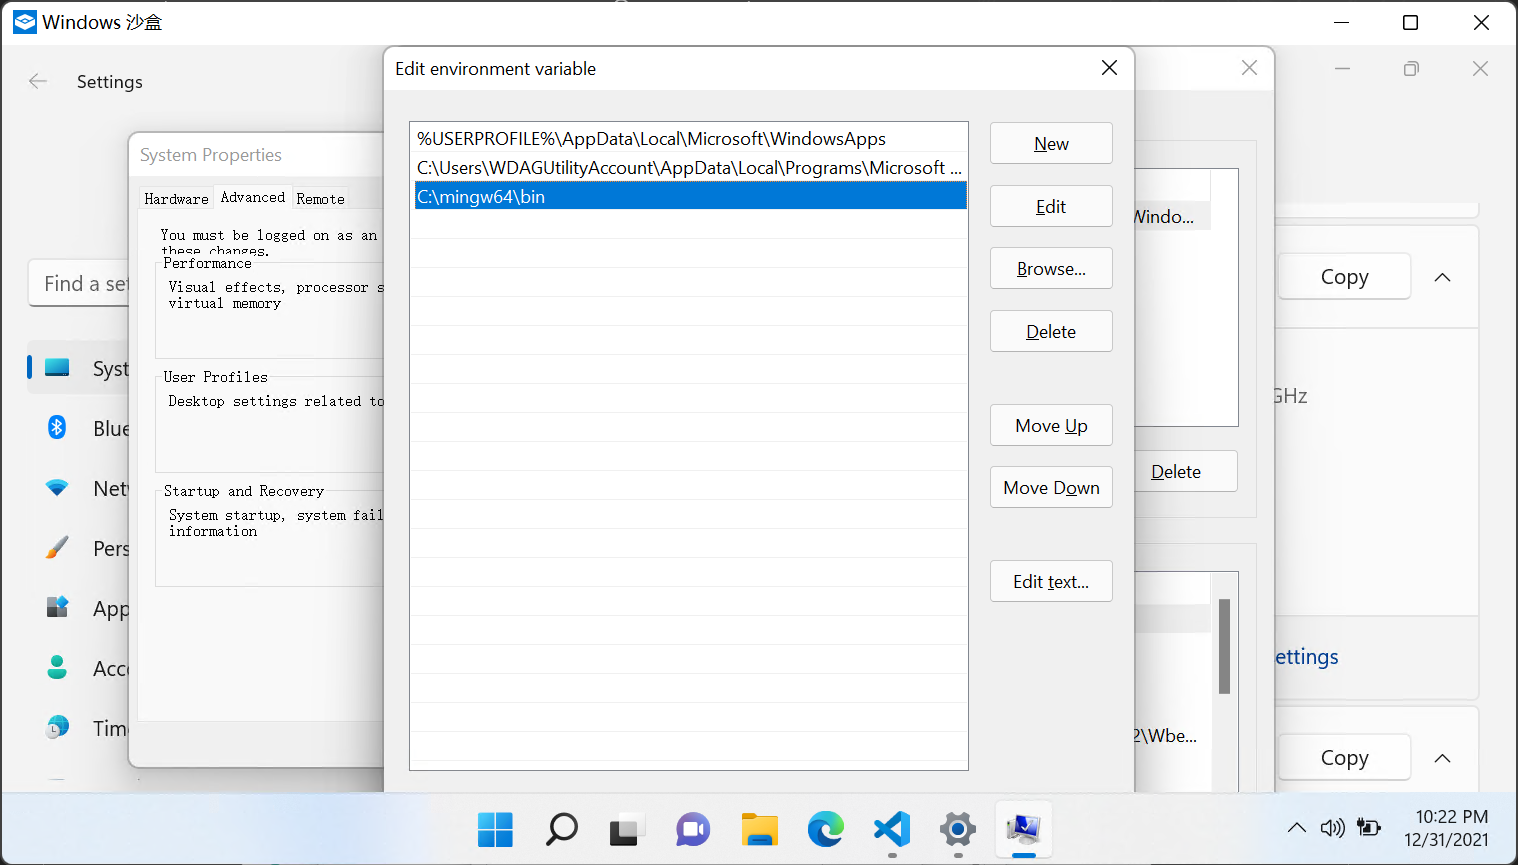 Windows 沙盒
Settings
Edit environment variable
System Properties
%USERPROFILE%\AppData\Local\Microsoft\WindowsApps
C:\Users\WDAGUtilityAccount\AppData\Local\Programs\Microsoft ...
C:\mingw64\bin
New
Edit
Browse...
Delete
Move Up
Move Down
Edit text...
Hardware
Advanced
Remote
You must be logged on as an
these changes.
Performance
Visual effects, processor s
virtual memory
User Profiles
Desktop settings related to
Startup and Recovery
System startup, system fail
information
Find a set
Syst
Blue
Netw
Pers
App
Acco
Time
Windo...
Delete
2\Wbe...
Copy
GHz
ettings
Copy
10:22 PM
12/31/2021